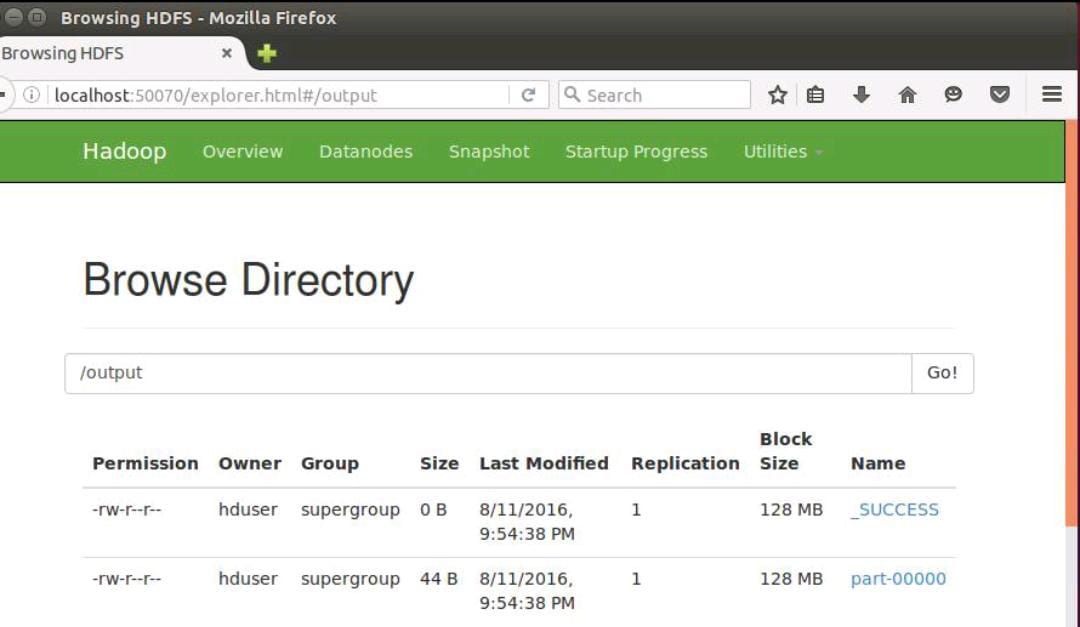 Browsing HDFS - Mozilla Firefox
Browsing HDFS
localhost:50070/explorer.html#/output Search
Hadoop Overview Datanodes Snapshot Startup Progress Utilities
Browse Directory
/output Go!
Permission Owner Group Size Last Modified Replication Block Size Name
-rw-r--r-- hduser supergroup 0 B 8/11/2016, 1 128 MB _SUCCESS
9:54:38 PM
-rw-r--r-- hduser supergroup 44 B 8/11/2016, 1 128 MB part-00000
9:54:38 PM